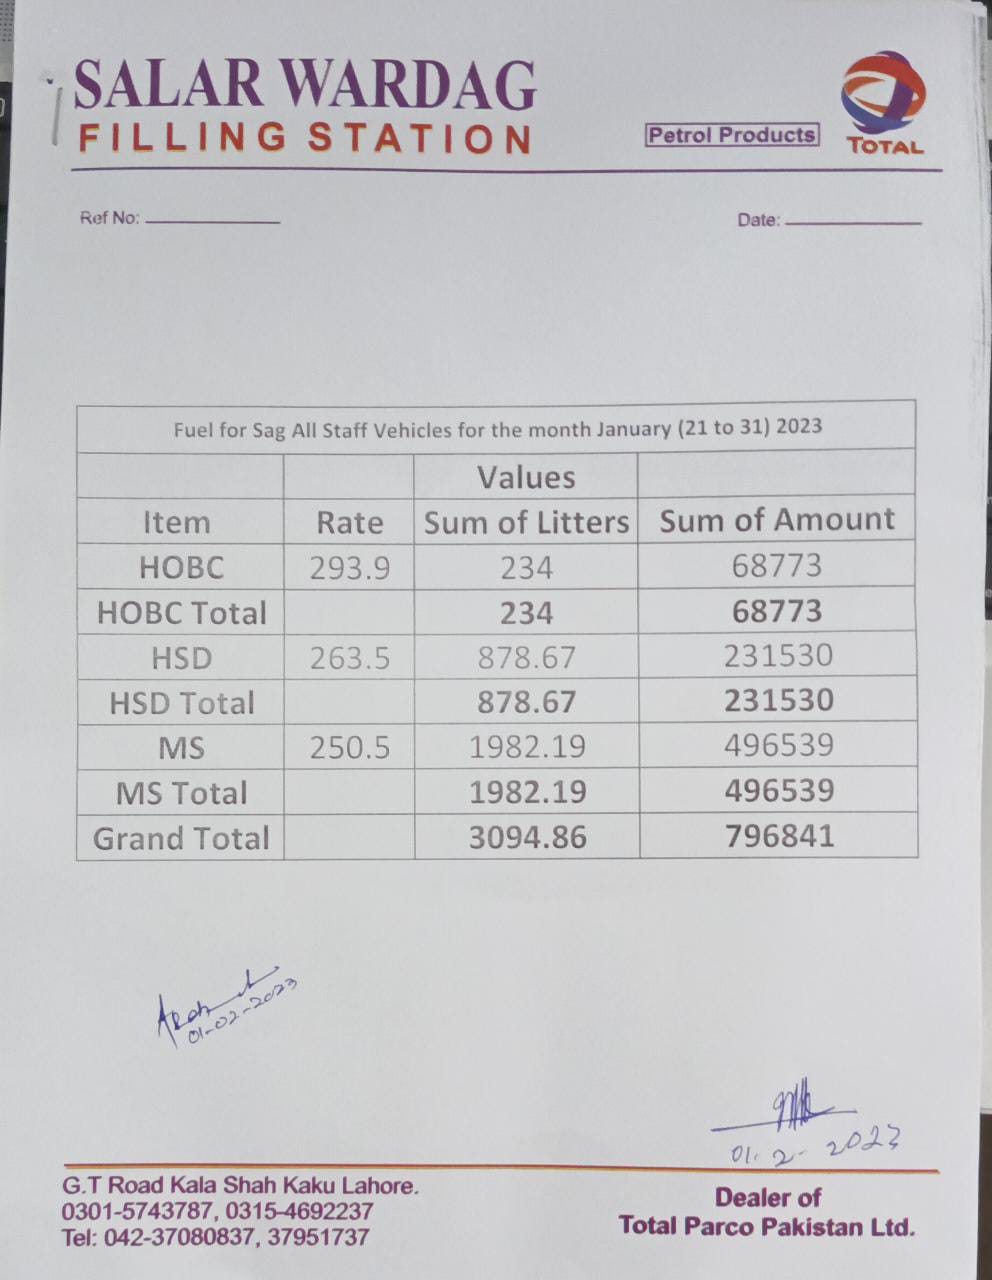 SALAR WARDAG
FILLING STATION
Petrol Products
TOTAL
Ref No:
Date:
Fuel for Sag All Staff Vehicles for the month January (21 to 31) 2023
Values
Item Rate Sum of Litters Sum of Amount
HOBC 293.9 234 68773
HOBC Total 234 68773
HSD 263.5 878.67 231530
HSD Total 878.67 231530
MS 250.5 1982.19 496539
MS Total 1982.19 496539
Grand Total 3094.86 796841
01-02-2023
01-2-2023
G.T Road Kala Shah Kaku Lahore.
0301-5743787, 0315-4692237
Tel: 042-37080837, 37951737
Dealer of
Total Parco Pakistan Ltd.